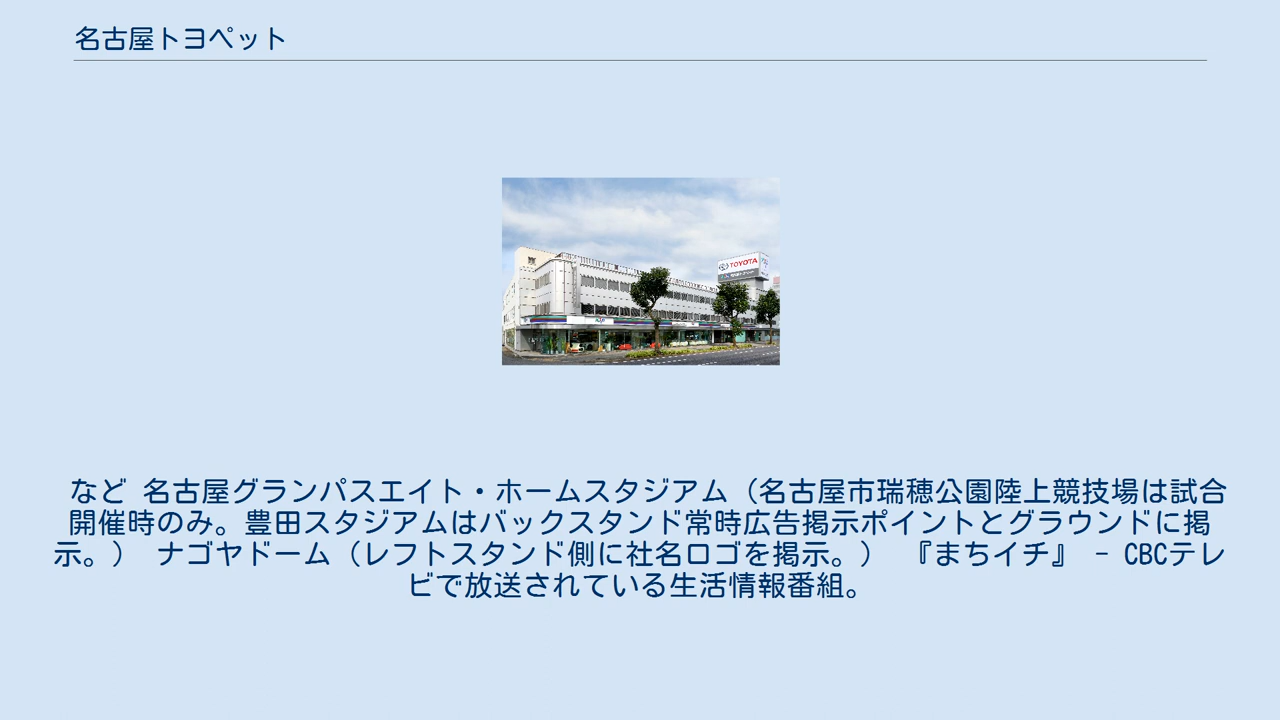 名古屋トヨペット
TOYOTA
など 名古屋グランパスエイト・ホームスタジアム（名古屋市瑞穂公園陸上競技場は試合
開催時のみ。豊田スタジアムはバックスタンド常時広告掲示ポイントとグラウンドに掲
示。） ナゴヤドーム（レフトスタンド側に社名ロゴを掲示。） 『まちイチ』 - CBCテレ
ビで放送されている生活情報番組。